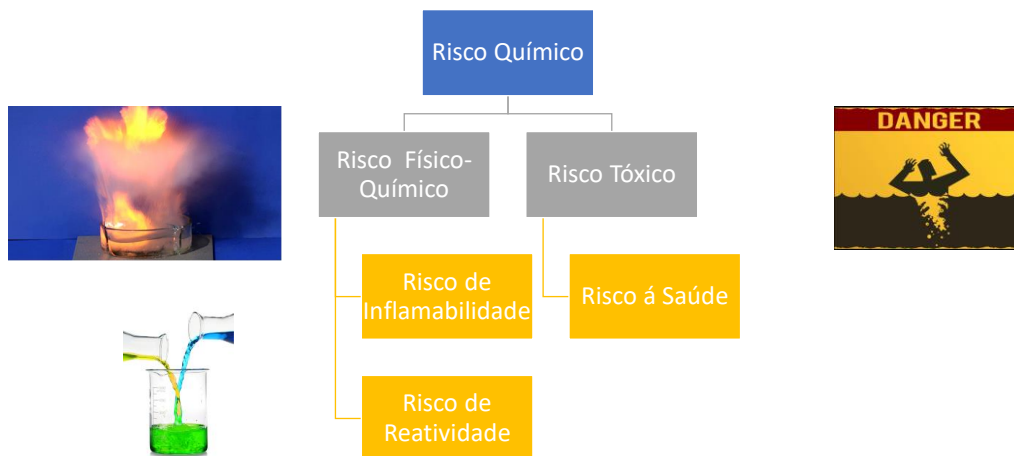 Risco Químico
DANGER
Risco Físico-
Químico
Risco Tóxico
Risco de
Inflamabilidade
Risco á Saúde
Risco de
Reatividade